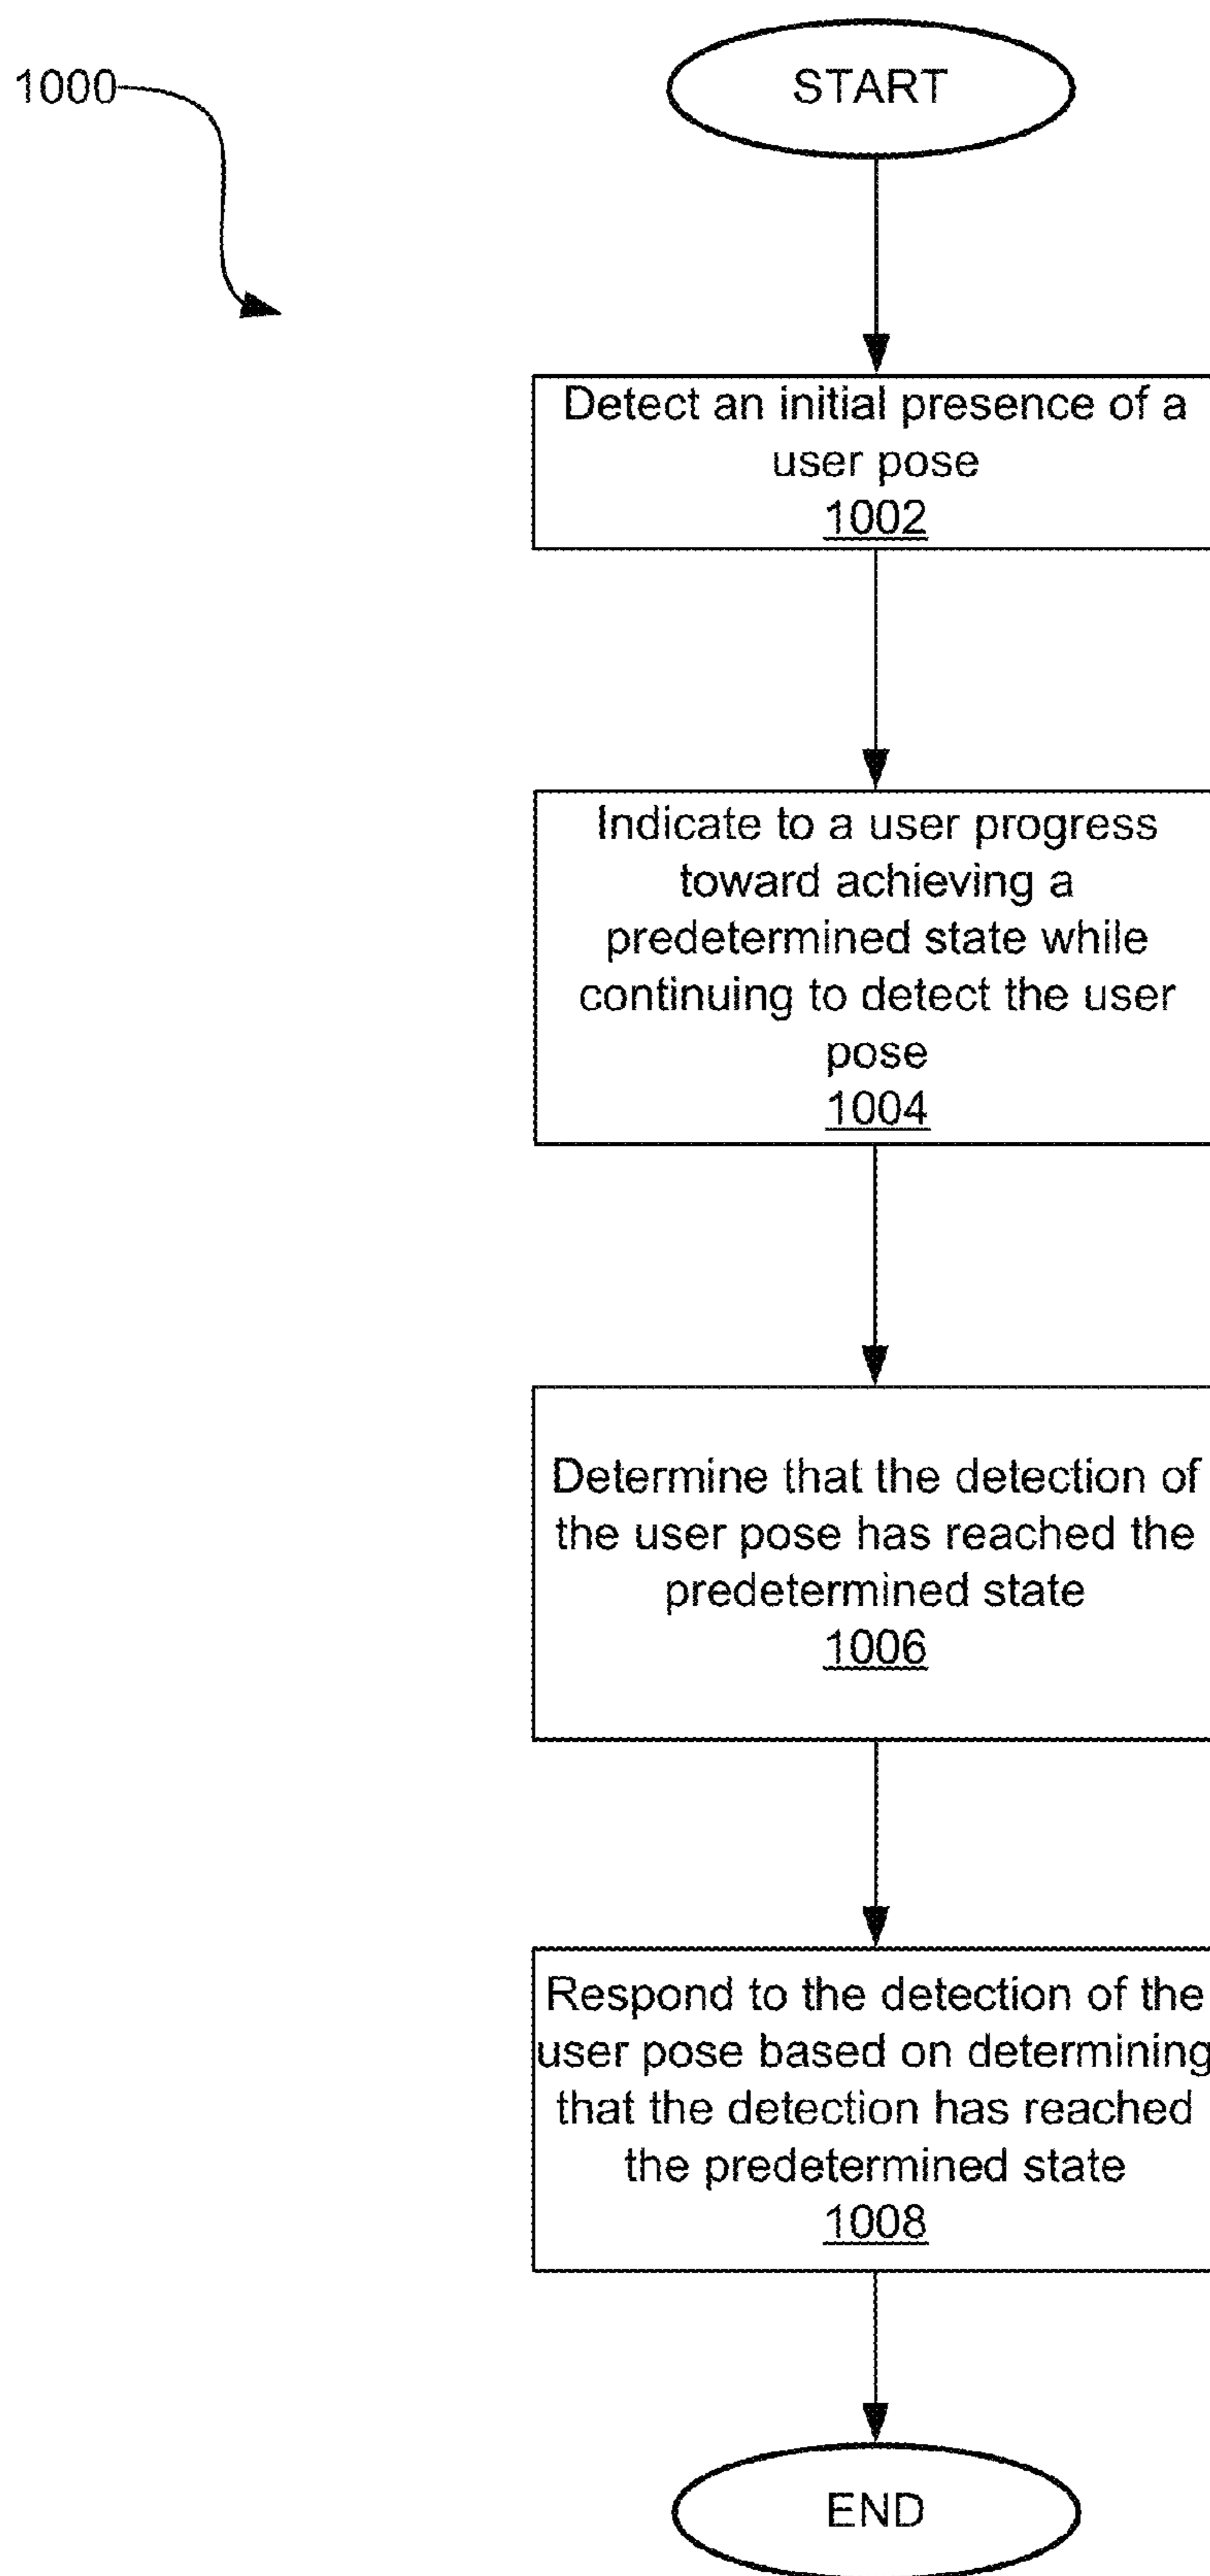 1000
START
Detect an initial presence of a
user pose
1002
Indicate to a user progress
toward achieving a
predetermined state while
continuing to detect the user
pose
1004
Determine that the detection of
the user pose has reached the
predetermined state
1006
Respond to the detection of the
user pose based on determining
that the detection has reached
the predetermined state
1008
END